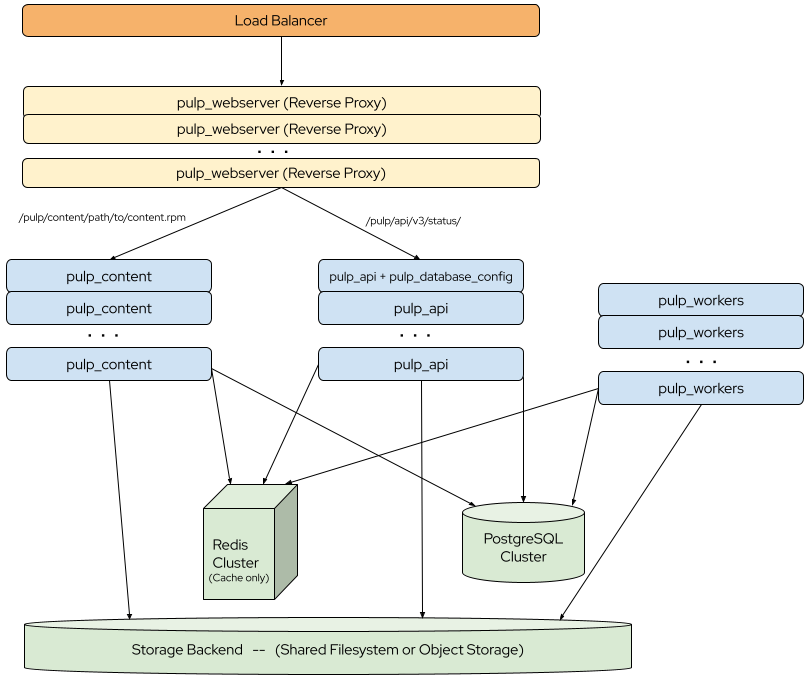 Load Balancer
pulp_webserver (Reverse Proxy)
pulp_webserver (Reverse Proxy)
. . .
pulp_webserver (Reverse Proxy)
/pulp/content/path/to/content.rpm
/pulp/api/v3/status/
pulp_content
pulp_content
. . .
pulp_content
pulp_api + pulp_database_config
pulp_api
. . .
pulp_api
pulp_workers
pulp_workers
. . .
pulp_workers
Redis
Cluster
(Cache only)
PostgreSQL
Cluster
Storage Backend -- (Shared Filesystem or Object Storage)